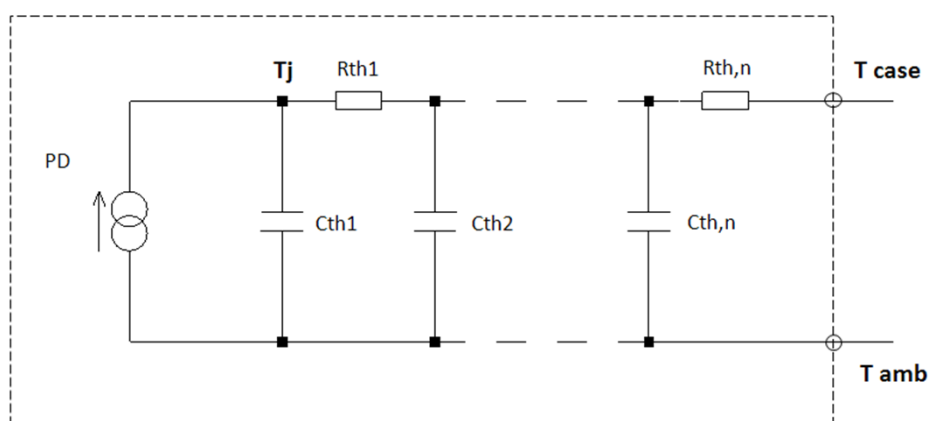 Tj
Rth1
Rth,n
T case
PD
Cth1
Cth2
Cth,n
T amb